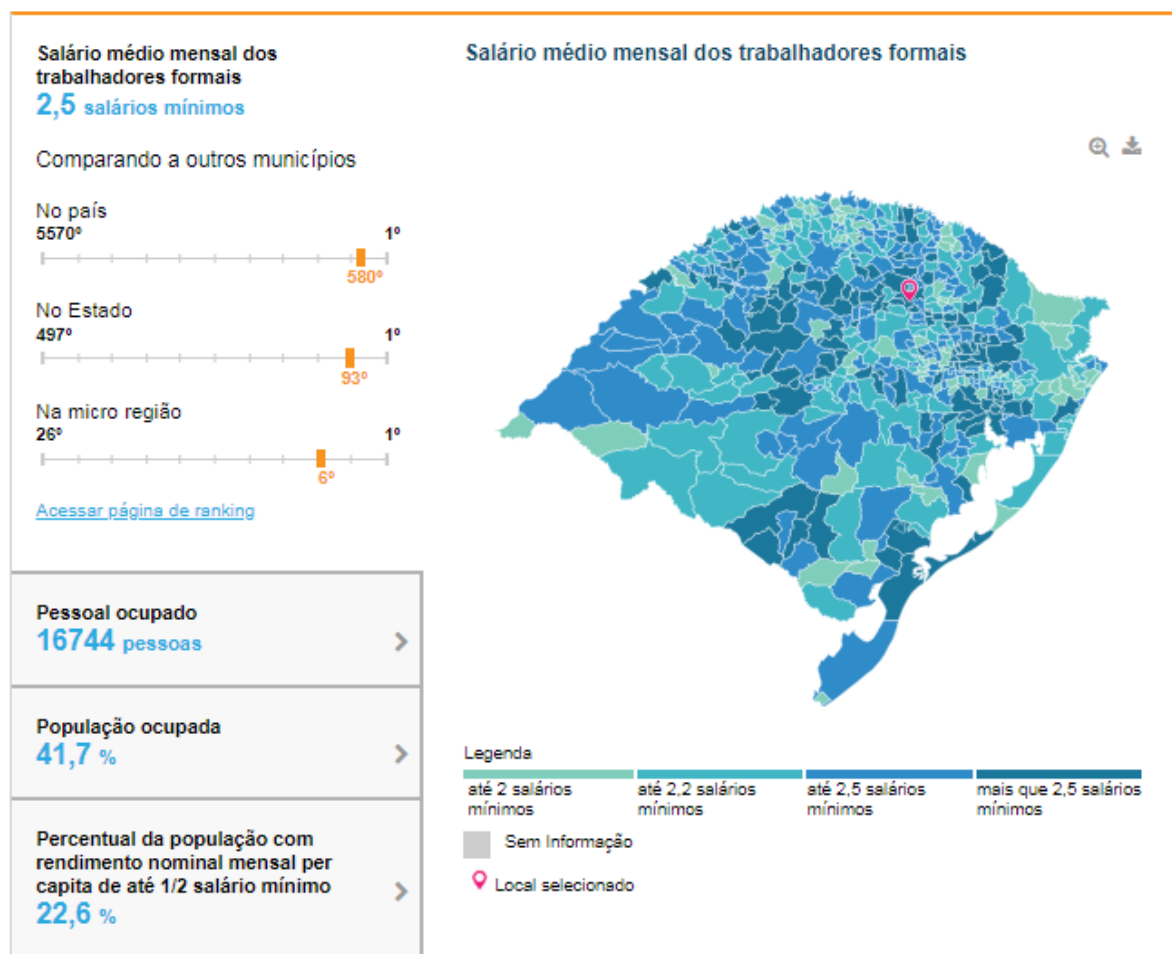 Salário médio mensal dos
trabalhadores formais
2,5 salários mínimos
Comparando a outros municípios
No país
5570º 1º
580º
No Estado
497º 1º
93º
Na micro região
26º 1º
6º
Acessar página de ranking
Pessoal ocupado
16744 pessoas
População ocupada
41,7 %
Percentual da população com
rendimento nominal mensal per
capita de até 1/2 salário mínimo
22,6 %
Salário médio mensal dos trabalhadores formais
Legenda
até 2 salários
mínimos
até 2,2 salários
mínimos
até 2,5 salários
mínimos
mais que 2,5 salários
mínimos
Sem Informação
Local selecionado